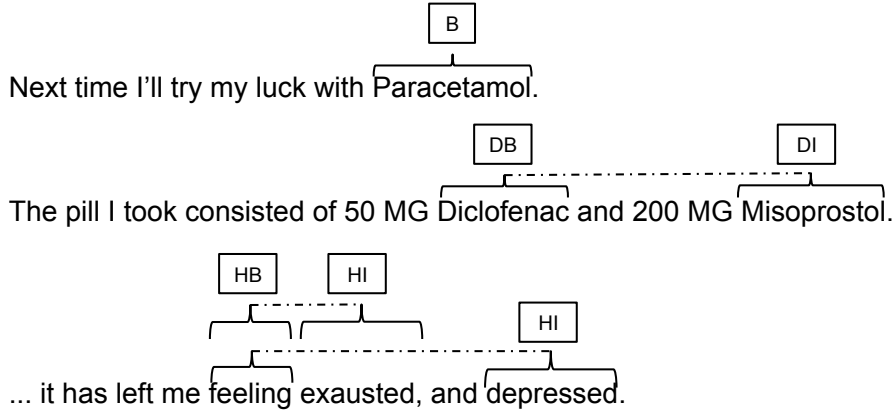 B
Next time I’ll try my luck with Paracetamol.
DB DI
The pill I took consisted of 50 MG Diclofenac and 200 MG Misoprostol.
HB HI
HI
... it has left me feeling exausted, and depressed.